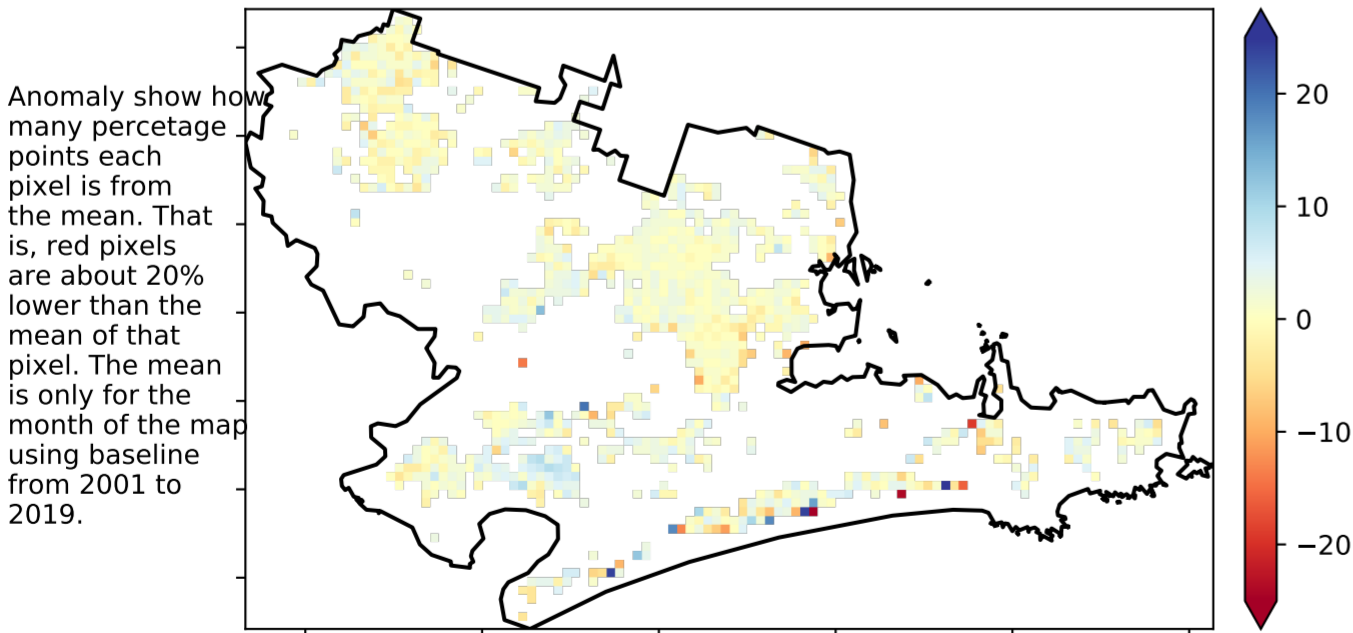 Anomaly show how
many percetage
points each
pixel is from
the mean. That
is, red pixels
are about 20%
lower than the
mean of that
pixel. The mean
is only for the
month of the map
using baseline
from 2001 to
2019.
20
10
0
−10
−20